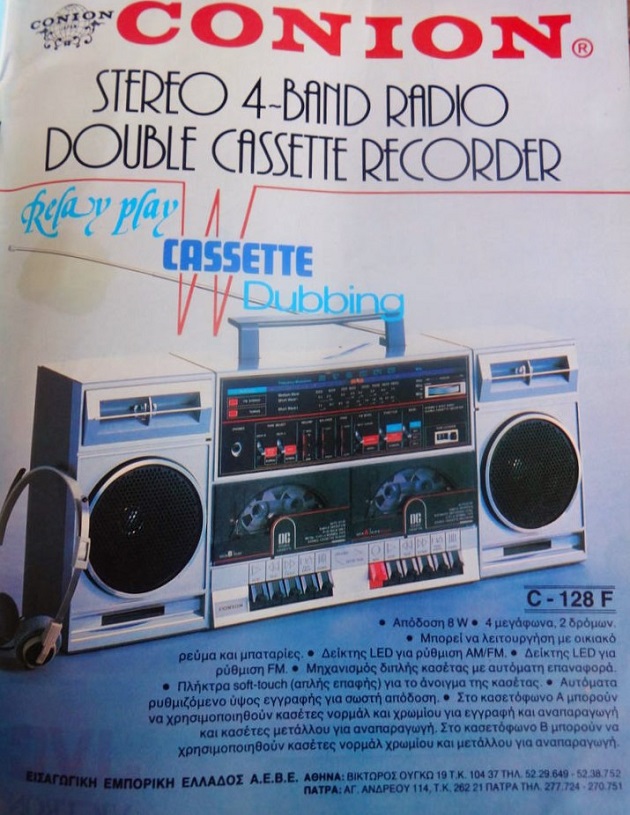 CONION
CONION®
STEREO 4-BAND RADIO
DOUBLE CASSETTE RECORDER
Relay play
W CASSETTE
Dubbing
CONION
C - 128 F
• Απόδοση 8 W • 4 μεγάφωνα, 2 δρόμων.
• Μπορεί να λειτουργήση με οικιακό
ρεύμα και μπαταρίες. • Δείκτης LED για ρύθμιση AM/FM. • Δείκτης LED για
ρύθμιση FM. • Μηχανισμός διπλής κασέτας με αυτόματη επαναφορά.
• Πλήκτρα soft-touch (απλής επαφής) για το άνοιγμα της κασέτας. • Αυτόματα
ρυθμιζόμενο ύψος εγγραφής για σωστή απόδοση. • Στο κασετόφωνο Α μπορούν
να χρησιμοποιηθούν κασέτες νορμάλ και χρωμίου για εγγραφή και αναπαραγωγή
και κασέτες μετάλλου για αναπαραγωγή. Στο κασετόφωνο Β μπορούν να
χρησιμοποιηθούν κασέτες νορμάλ χρωμίου και μετάλλου για αναπαραγωγή.
ΕΙΣΑΓΩΓΙΚΗ ΕΜΠΟΡΙΚΗ ΕΛΛΑΔΟΣ Α.Ε.Β.Ε. ΑΘΗΝΑ: ΒΙΚΤΩΡΟΣ ΟΥΓΚΩ 19 Τ.Κ. 104 37 ΤΗΛ. 52.29.649 - 52.38.752
ΠΑΤΡΑ: ΑΓ. ΑΝΔΡΕΟΥ 114, Τ.Κ. 262 21 ΠΑΤΡΑ ΤΗΛ. 277.724 - 270.751